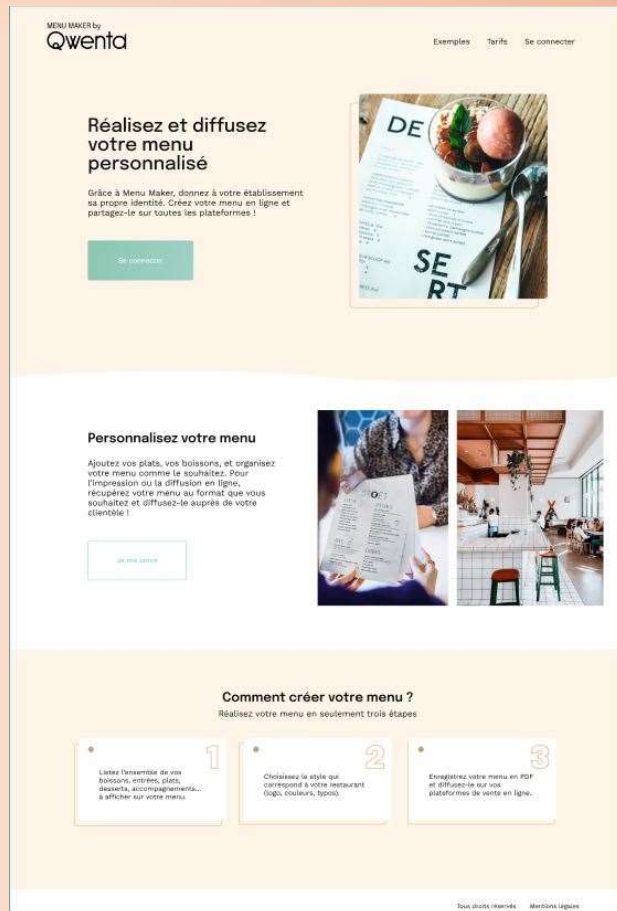 MENU MAKER by
Qwenta
Exemples Tarifs Se connecter
Réalisez et diffusez
votre menu
personnalisé
Grâce à Menu Maker, donnez à votre établissement
sa propre identité. Créez votre menu en ligne et
partagez-le sur toutes les plateformes !
Se connecter
DE
SE
RT
Personnalisez votre menu
Ajoutez vos plats, vos boissons, et organisez
votre menu comme le souhaitez. Pour
l'impression ou la diffusion en ligne,
récupérez votre menu au format que vous
souhaitez et diffusez-le auprès de votre
clientèle !
Je me lance
Comment créer votre menu ?
Réalisez votre menu en seulement trois étapes
1
Listez l'ensemble de vos
boissons, entrées, plats,
desserts, accompagnements...
à afficher sur votre menu
2
Choisissez le style qui
correspond à votre restaurant
(logo, couleurs, typos).
3
Enregistrez votre menu en PDF
et diffusez-le sur vos
plateformes de vente en ligne.
Tous droits réservés Mentions légales